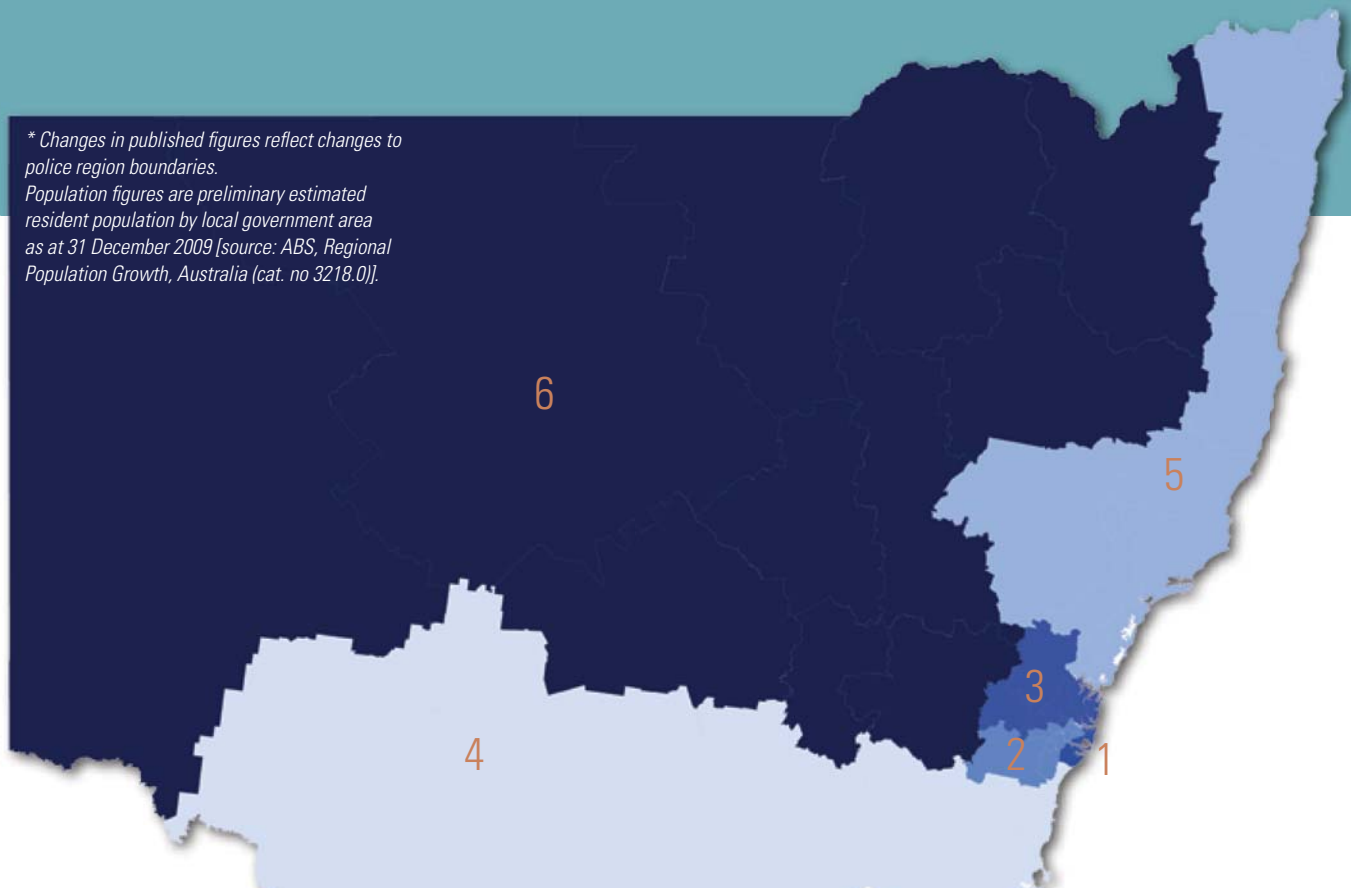 * Changes in published figures reflect changes to
police region boundaries.
Population figures are preliminary estimated
resident population by local government area
as at 31 December 2009 [source: ABS, Regional
Population Growth, Australia (cat. no 3218.0)].
6
5
3
4
2
1